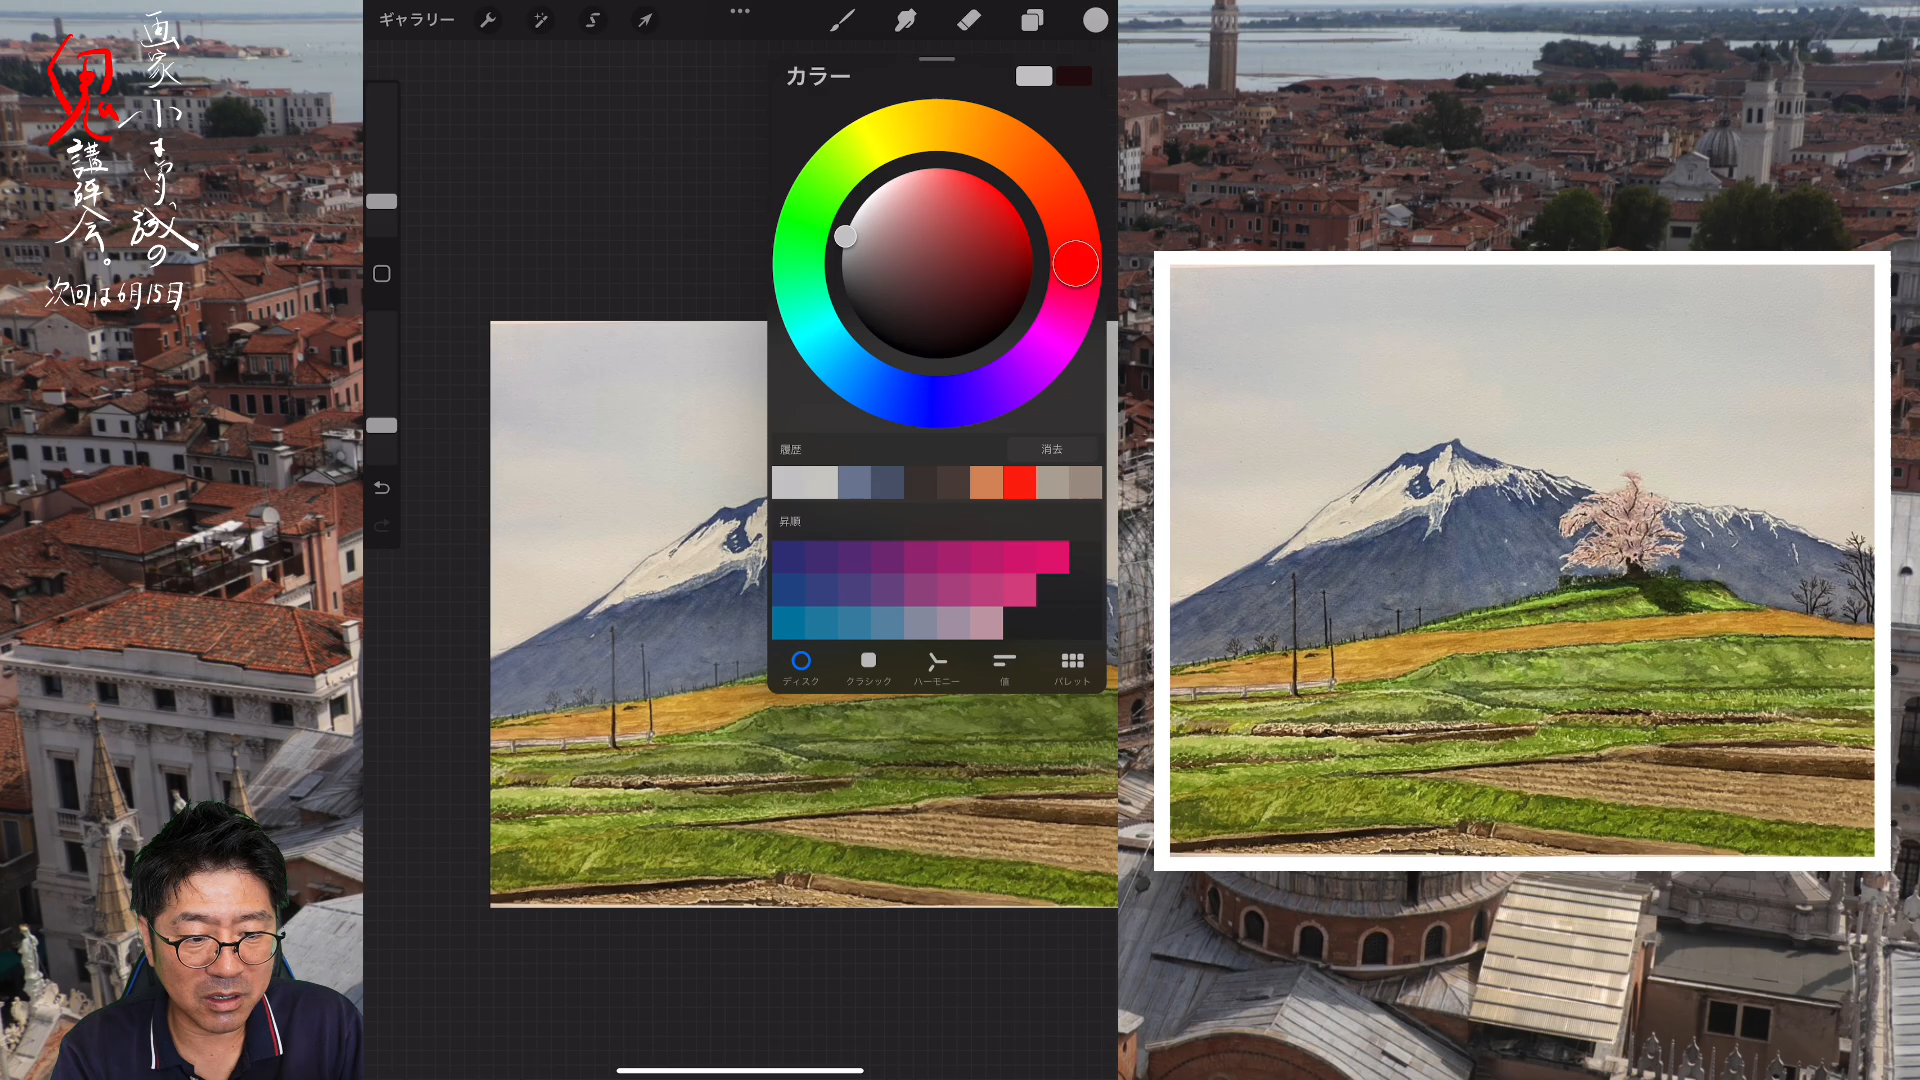 画家小澤誠の
鬼
講評会。
次回は6月15日
ギャラリー
カラー
履歴
消去
昇順
ディスク
クラシック
ハーモニー
値
パレット